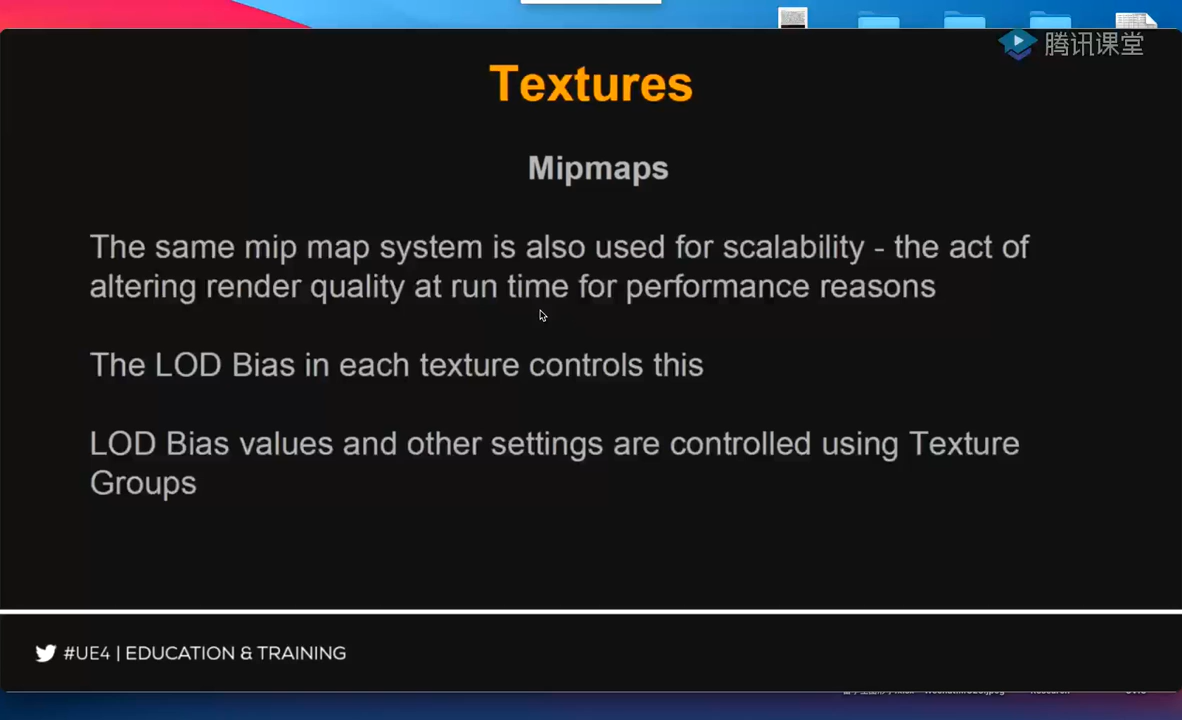 腾讯课堂
Textures
Mipmaps
The same mip map system is also used for scalability - the act of
altering render quality at run time for performance reasons
The LOD Bias in each texture controls this
LOD Bias values and other settings are controlled using Texture
Groups
#UE4 | EDUCATION & TRAINING